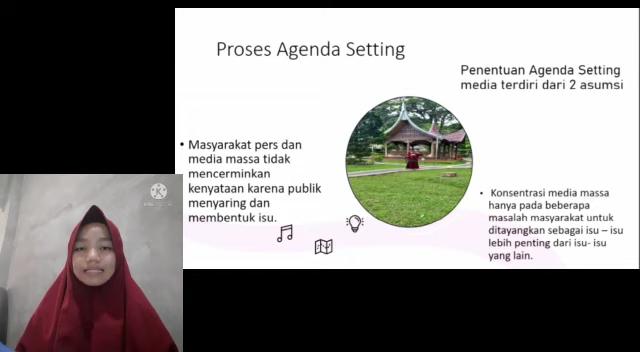 Proses Agenda Setting
Penentuan Agenda Setting
media terdiri dari 2 asumsi
• Masyarakat pers dan
media massa tidak
mencerminkan
kenyataan karena publik
menyaring dan
membentuk isu.
• Konsentrasi media massa
hanya pada beberapa
masalah masyarakat untuk
ditayangkan sebagai isu – isu
lebih penting dari isu- isu
yang lain.